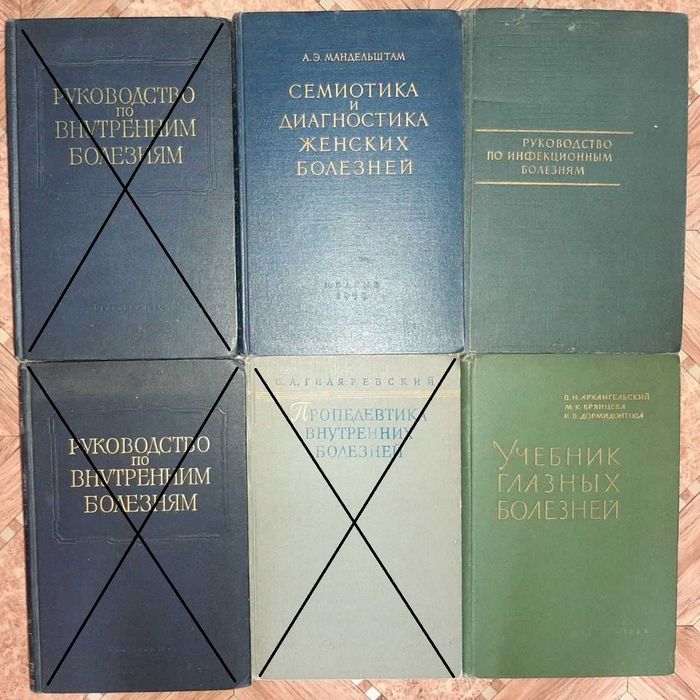 РУКОВОДСТВО
ПО
ВНУТРЕННИМ
БОЛЕЗНЯМ
А. Э. МАНДЕЛЬШТАМ
СЕМИОТИКА
И
ДИАГНОСТИКА
ЖЕНСКИХ
БОЛЕЗНЕЙ
РУКОВОДСТВО
ПО ИНФЕКЦИОННЫМ
БОЛЕЗНЯМ
РУКОВОДСТВО
ПО
ВНУТРЕННИМ
БОЛЕЗНЯМ
С. А. ГИЛЯРЕВСКИЙ
ПРОПЕДЕВТИКА
ВНУТРЕННИХ
БОЛЕЗНЕЙ
В. Н. АРХАНГЕЛЬСКИЙ
М. К. БРЯНЦЕВА
К. В. ДОРМИДОНТОВА
УЧЕБНИК
ГЛАЗНЫХ
БОЛЕЗНЕЙ